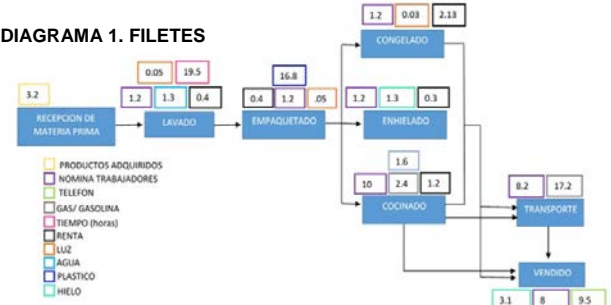 1.2 0.03 2.13
DIAGRAMA 1. FILETES
CONGELADO
0.05 19.5
16.8
3.2
1.2 1.3 0.4
0.4 1.2 .05
1.2 1.3 0.3
RECEPCION DE
MATERIA PRIMA
LAVADO
EMPAQUETADO
ENHIELADO
1.6
PRODUCTOS ADQUIRIDOS
NOMINA TRABAJADORES
TELEFON
GAS/ GASOLINA
TIEMPO (horas)
RENTA
LUZ
AGUA
PLASTICO
HIELO
10 2.4 1.2
COCINADO
8.2 17.2
TRANSPORTE
VENDIDO
3.1 8 9.5